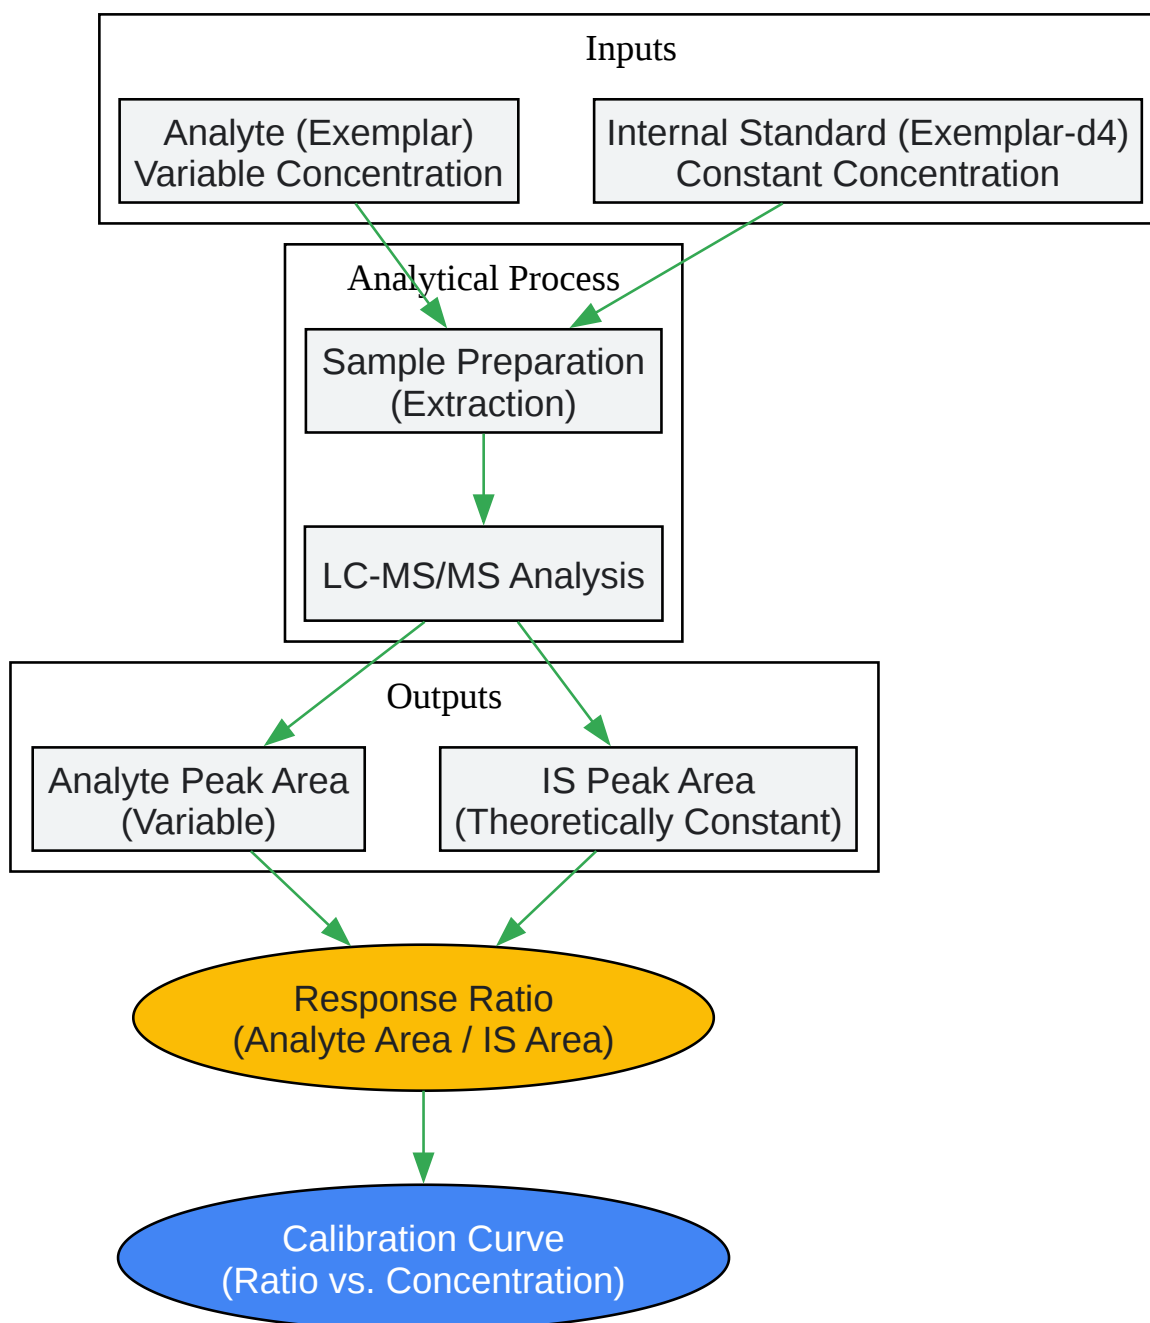 Inputs
Analyte (Exemplar)
Variable Concentration
Internal Standard (Exemplar-d4)
Constant Concentration
Analytical Process
Sample Preparation
(Extraction)
LC-MS/MS Analysis
Outputs
Analyte Peak Area
(Variable)
IS Peak Area
(Theoretically Constant)
Response Ratio
(Analyte Area / IS Area)
Calibration Curve
(Ratio vs. Concentration)